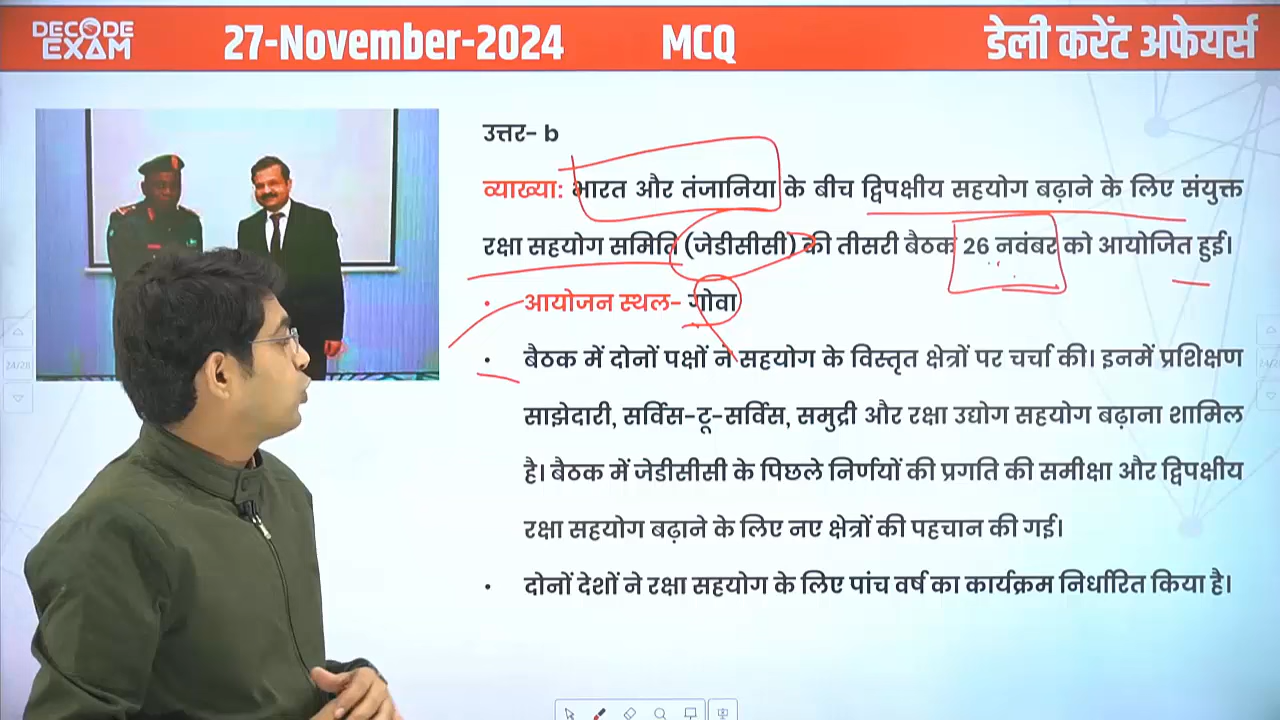 DECODE EXAM
27-November-2024 MCQ डेली करेंट अफेयर्स
उत्तर- b
व्याख्या: भारत और तंजानिया के बीच द्विपक्षीय सहयोग बढ़ाने के लिए संयुक्त
रक्षा सहयोग समिति (जेडीसीसी) की तीसरी बैठक 26 नवंबर को आयोजित हुई।
• आयोजन स्थल- गोवा
• बैठक में दोनों पक्षों ने सहयोग के विस्तृत क्षेत्रों पर चर्चा की। इनमें प्रशिक्षण
साझेदारी, सर्विस-टू-सर्विस, समुद्री और रक्षा उद्योग सहयोग बढ़ाना शामिल
है। बैठक में जेडीसीसी के पिछले निर्णयों की प्रगति की समीक्षा और द्विपक्षीय
रक्षा सहयोग बढ़ाने के लिए नए क्षेत्रों की पहचान की गई।
• दोनों देशों ने रक्षा सहयोग के लिए पांच वर्ष का कार्यक्रम निर्धारित किया है।